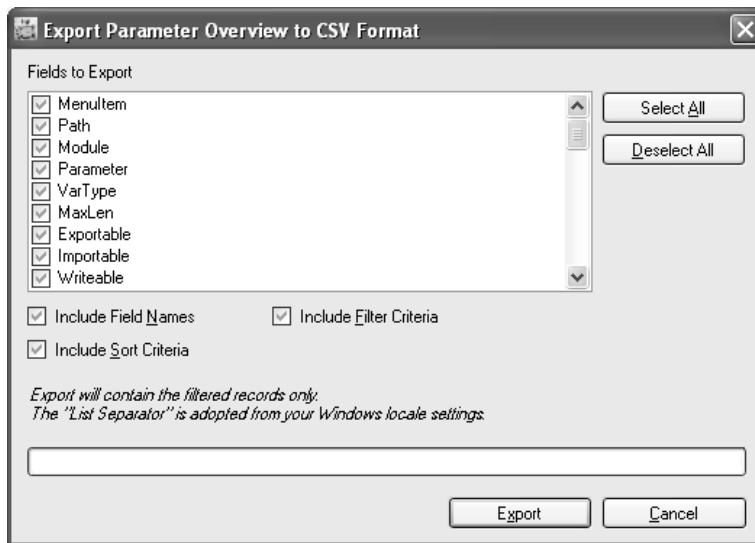 Export Parameter Overview to CSV Format
Fields to Export
MenuItem
Path
Module
Parameter
VarType
MaxLen
Exportable
Importable
Writeable
Select All
Deselect All
Include Field Names
Include Filter Criteria
Include Sort Criteria
Export will contain the filtered records only.
The "List Separator" is adopted from your Windows locale settings.
Export
Cancel